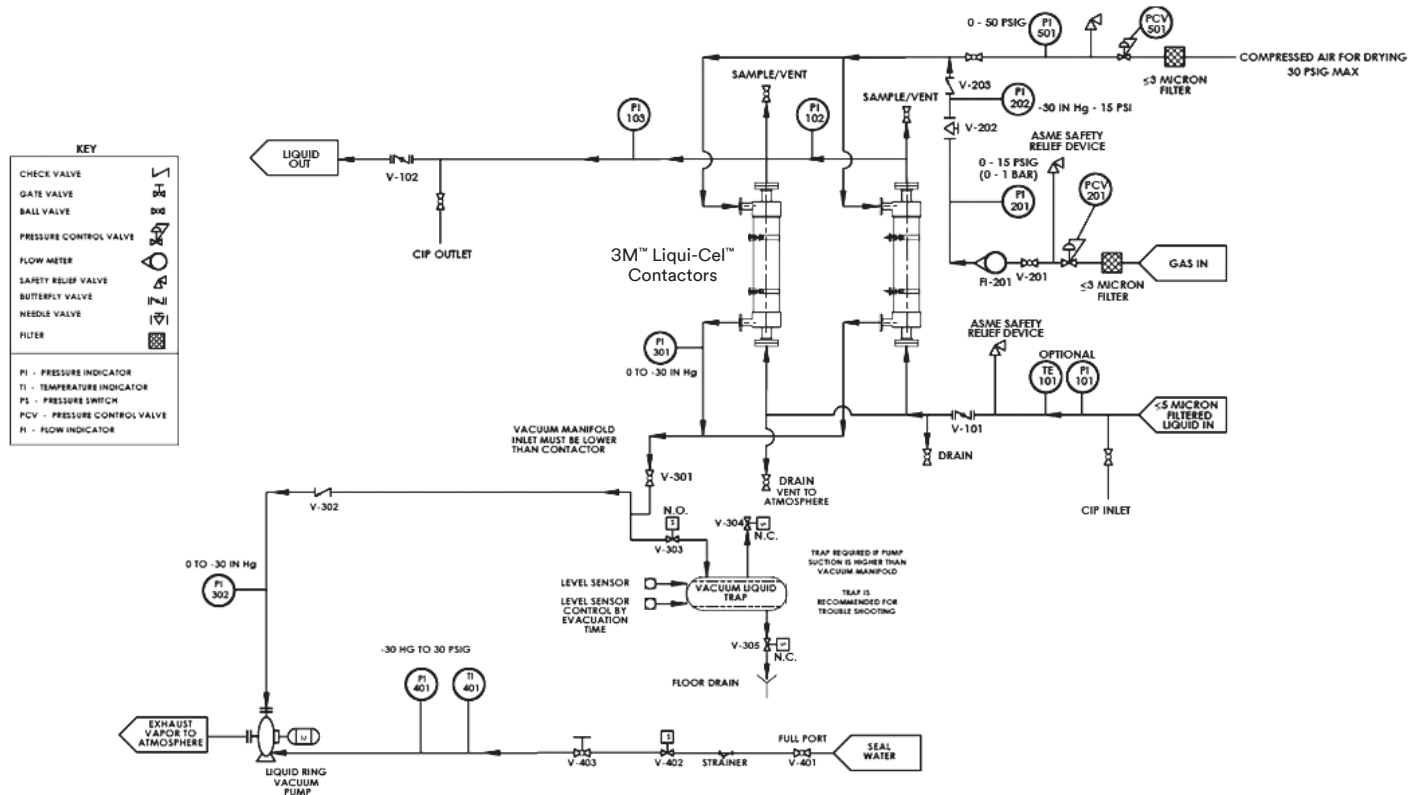 0 - 50 PSIG
PI
501
PCV
501
COMPRESSED AIR FOR DRYING
30 PSIG MAX
≤3 MICRON
FILTER
SAMPLE/VENT
SAMPLE/VENT
V-203
PI
202
-30 IN Hg - 15 PSI
V-202
ASME SAFETY
RELIEF DEVICE
PI
103
PI
102
LIQUID
OUT
V-102
CIP OUTLET
0 - 15 PSIG
(0 - 1 BAR)
PI
201
PCV
201
FI-201
V-201
≤3 MICRON
FILTER
GAS IN
KEY
CHECK VALVE
GATE VALVE
BALL VALVE
PRESSURE CONTROL VALVE
FLOW METER
SAFETY RELIEF VALVE
BUTTERFLY VALVE
NEEDLE VALVE
FILTER
PI - PRESSURE INDICATOR
TI - TEMPERATURE INDICATOR
PS - PRESSURE SWITCH
PCV - PRESSURE CONTROL VALVE
FI - FLOW INDICATOR
3M™ Liqui-Cel™
Contactors
PI
301
0 TO -30 IN Hg
ASME SAFETY
RELIEF DEVICE
OPTIONAL
TE
101
PI
101
≤5 MICRON
FILTERED
LIQUID IN
V-101
DRAIN
CIP INLET
VACUUM MANIFOLD
INLET MUST BE LOWER
THAN CONTACTOR
V-301
DRAIN
VENT TO
ATMOSPHERE
V-302
N.O.
S
V-303
V-304
S
N.C.
TRAP REQUIRED IF PUMP
SUCTION IS HIGHER THAN
VACUUM MANIFOLD
TRAP IS
RECOMMENDED FOR
TROUBLE SHOOTING
0 TO -30 IN Hg
PI
302
LEVEL SENSOR
LEVEL SENSOR
CONTROL BY
EVACUATION
TIME
VACUUM LIQUID
TRAP
V-305
S
N.C.
FLOOR DRAIN
-30 HG TO 30 PSIG
PI
401
TI
401
EXHAUST
VAPOR TO
ATMOSPHERE
LIQUID RING
VACUUM
PUMP
V-403
S
V-402
STRAINER
FULL PORT
V-401
SEAL
WATER